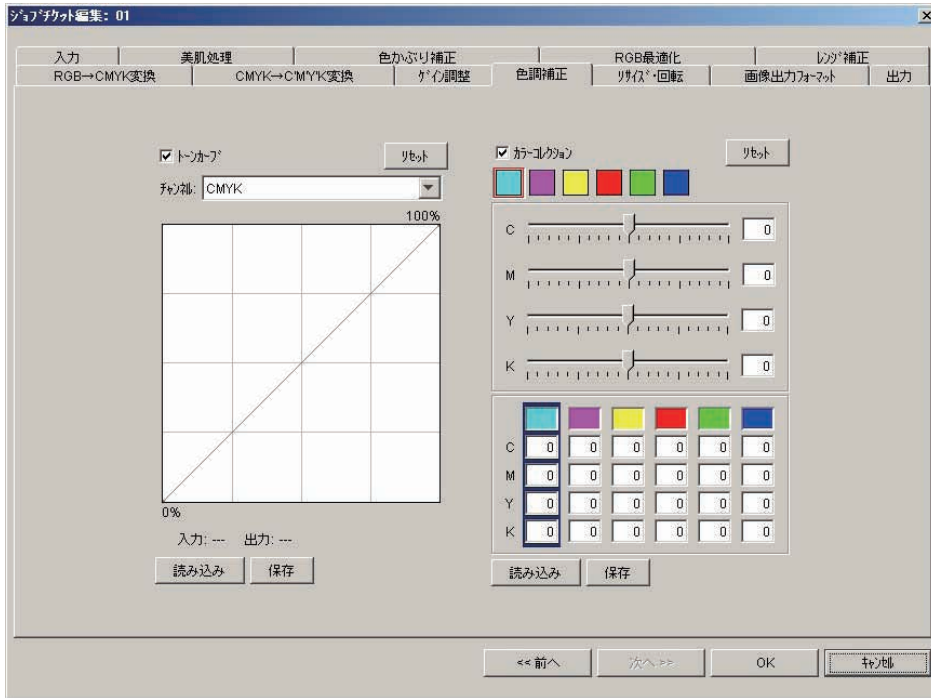 ｼﾞｮﾌﾞﾁｹｯﾄ編集: 01
入力 美肌処理 色かぶり補正 RGB最適化 ﾚﾝｼﾞ補正
RGB→CMYK変換 CMYK→C'M'Y'K'変換 ｹﾞｲﾝ調整 色調補正 ﾘｻｲｽﾞ･回転 画像出力ﾌｫｰﾏｯﾄ 出力
ﾄｰﾝｶｰﾌﾞ ﾘｾｯﾄ
ﾁｬﾝﾈﾙ: CMYK
100%
0%
入力: --- 出力: ---
読み込み 保存
ｶﾗｰｺﾚｸｼｮﾝ ﾘｾｯﾄ
C 0
M 0
Y 0
K 0
C 0 0 0 0 0 0
M 0 0 0 0 0 0
Y 0 0 0 0 0 0
K 0 0 0 0 0 0
読み込み 保存
<< 前へ 次へ >> OK ｷｬﾝｾﾙ